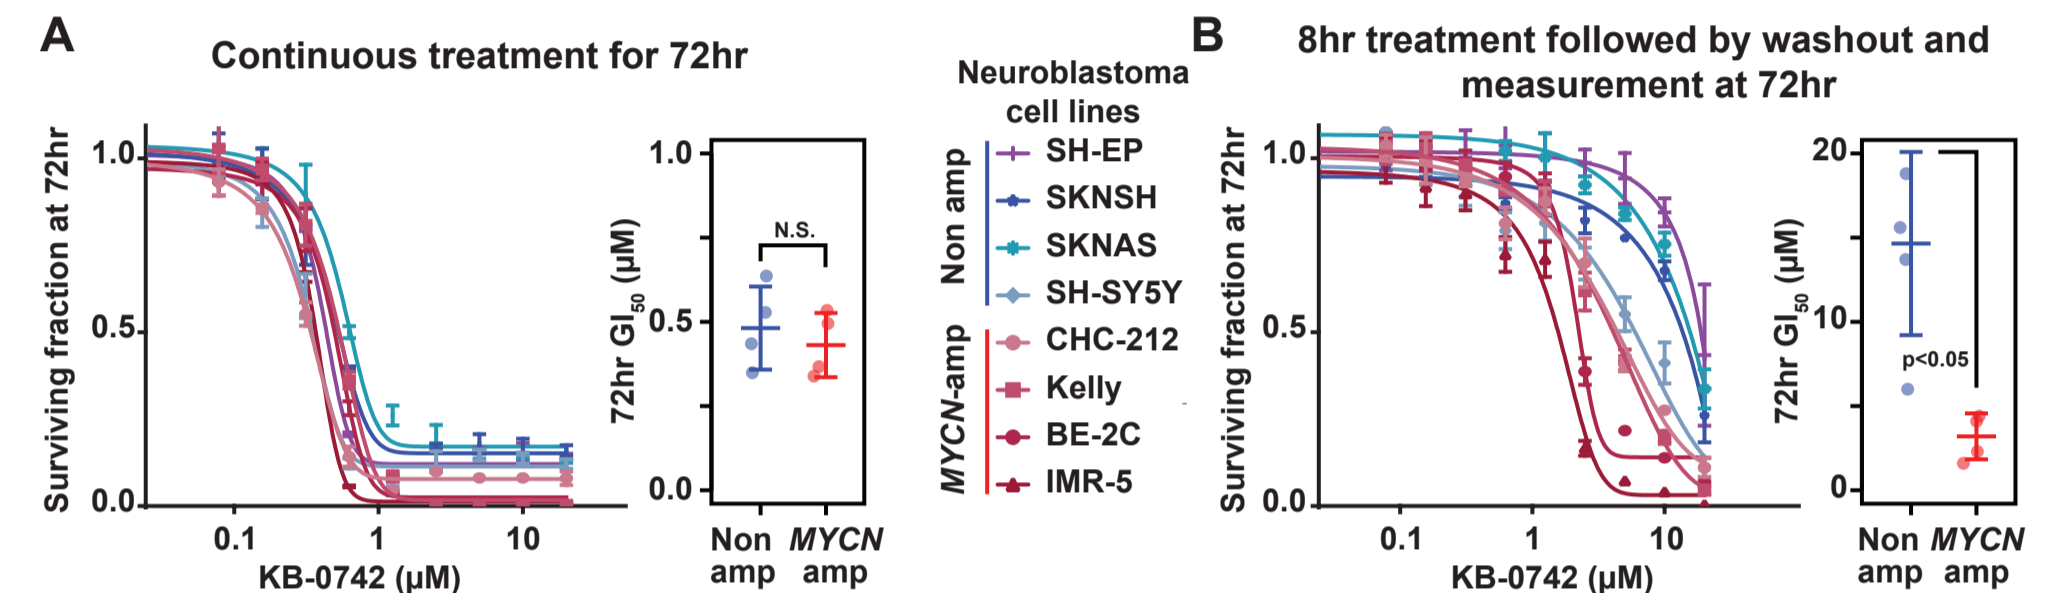 A
Continuous treatment for 72hr
Surviving fraction at 72hr
1.0
0.5
0.0
0.1
1
10
KB-0742 (µM)
72hr GI50 (µM)
1.0
0.5
0.0
N.S.
Non
amp
MYCN
amp
Neuroblastoma
cell lines
Non amp
SH-EP
SKNSH
SKNAS
SH-SY5Y
MYCN-amp
CHC-212
Kelly
BE-2C
IMR-5
B
8hr treatment followed by washout and
measurement at 72hr
Surviving fraction at 72hr
1.0
0.5
0.0
0.1
1
10
KB-0742 (µM)
72hr GI50 (µM)
20
10
0
p<0.05
Non
amp
MYCN
amp